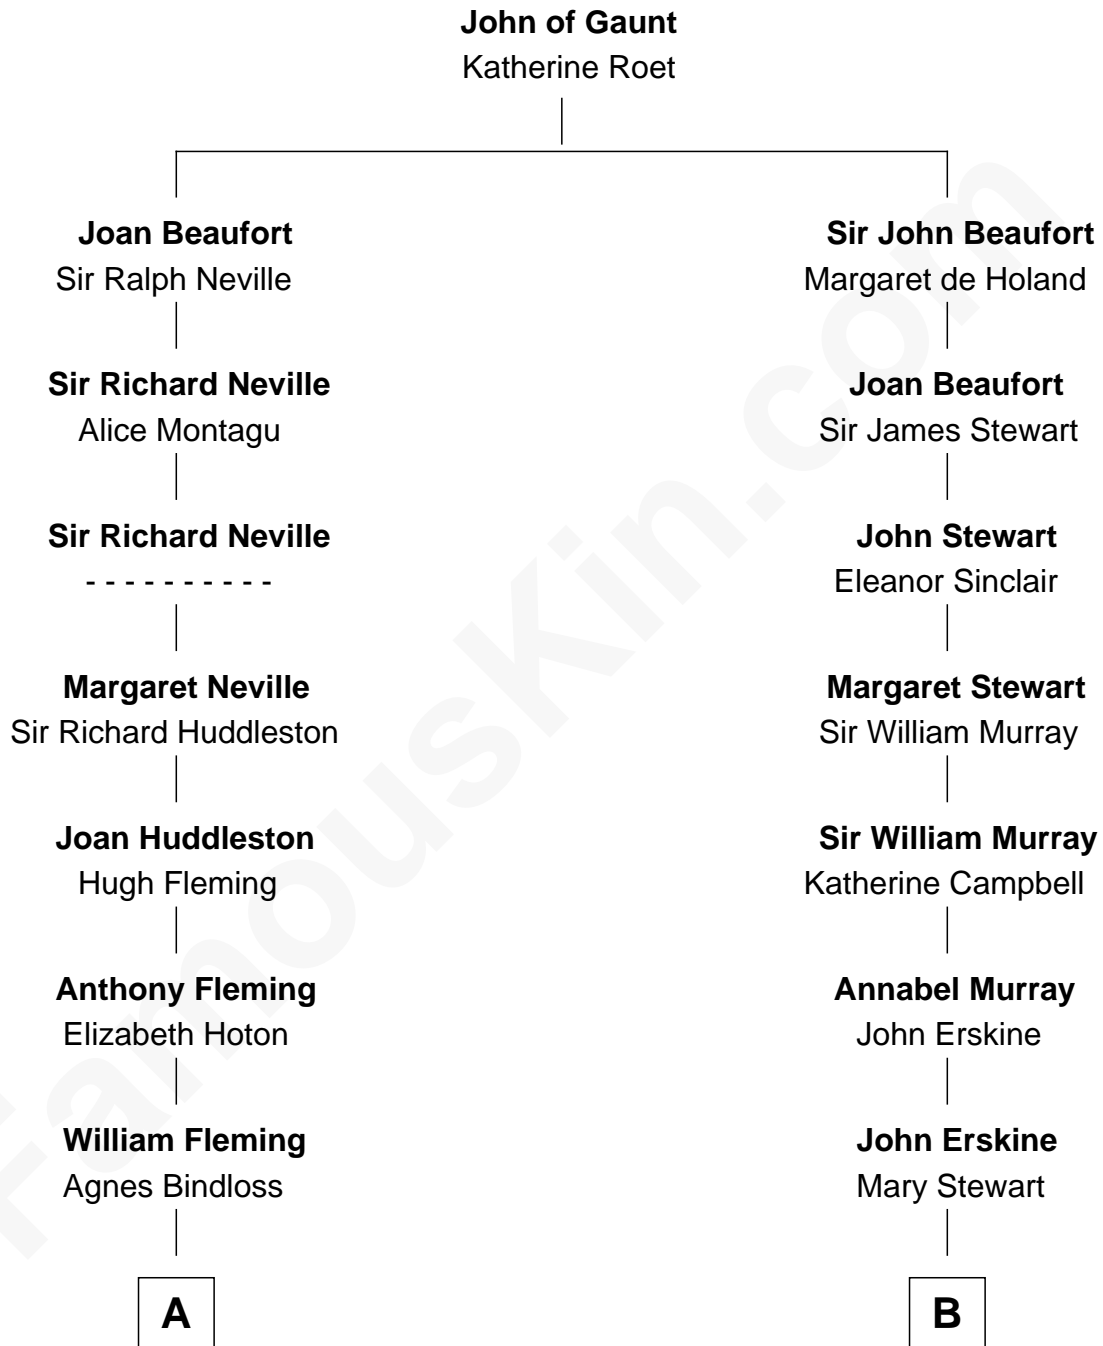 John of Gaunt
Katherine Roet
Joan Beaufort
Sir Ralph Neville
Sir John Beaufort
Margaret de Holand
Sir Richard Neville
Alice Montagu
Joan Beaufort
Sir James Stewart
Sir Richard Neville
- - - - - - - - - -
John Stewart
Eleanor Sinclair
Margaret Neville
Sir Richard Huddleston
Margaret Stewart
Sir William Murray
Joan Huddleston
Hugh Fleming
Sir William Murray
Katherine Campbell
Anthony Fleming
Elizabeth Hoton
Annabel Murray
John Erskine
William Fleming
Agnes Bindloss
John Erskine
Mary Stewart
A
B
FamousKin.com